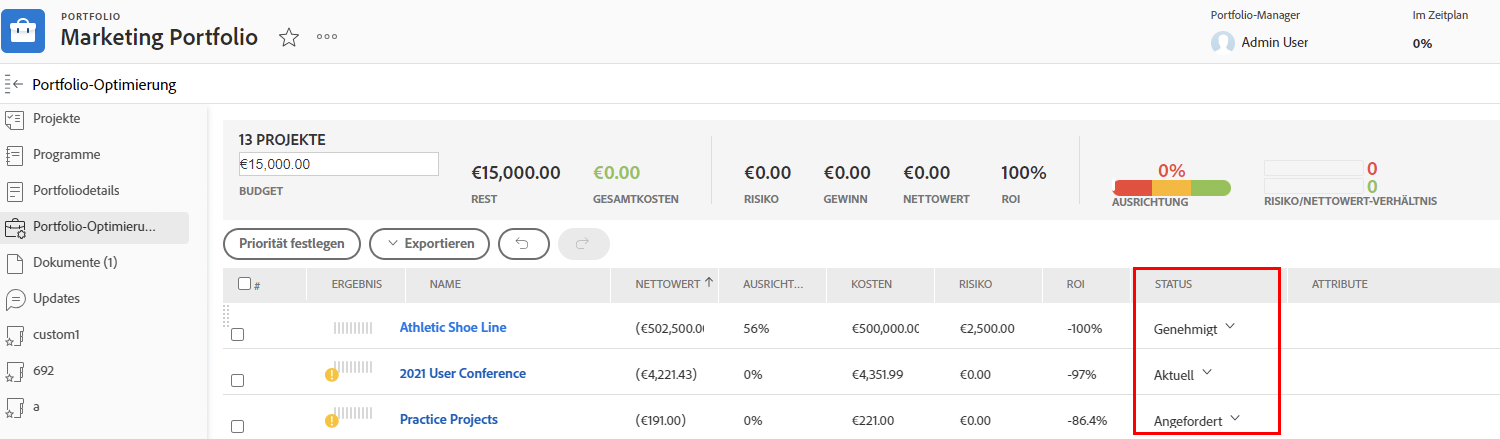 PORTFOLIO
Marketing Portfolio
Portfolio-Manager
Admin User
Im Zeitplan
0%
Portfolio-Optimierung
Projekte
Programme
Portfoliodetails
Portfolio-Optimieru...
Dokumente (1)
Updates
custom1
692
a
13 PROJEKTE
€15,000.00
BUDGET
€15,000.00
REST
€0.00
GESAMTKOSTEN
€0.00
RISIKO
€0.00
GEWINN
€0.00
NETTOWERT
100%
ROI
0%
AUSRICHTUNG
0
0
RISIKO/NETTOWERT-VERHÄLTNIS
Priorität festlegen
Exportieren
# ERGEBNIS NAME NETTOWERT AUSRICHT... KOSTEN RISIKO ROI STATUS ATTRIBUTE
Athletic Shoe Line (€502,500.0 56% €500,000.00 €2,500.00 -100% Genehmigt
2021 User Conference (€4,221.43) 0% €4,351.99 €0.00 -97% Aktuell
Practice Projects (€191.00) 0% €221.00 €0.00 -86.4% Angefordert